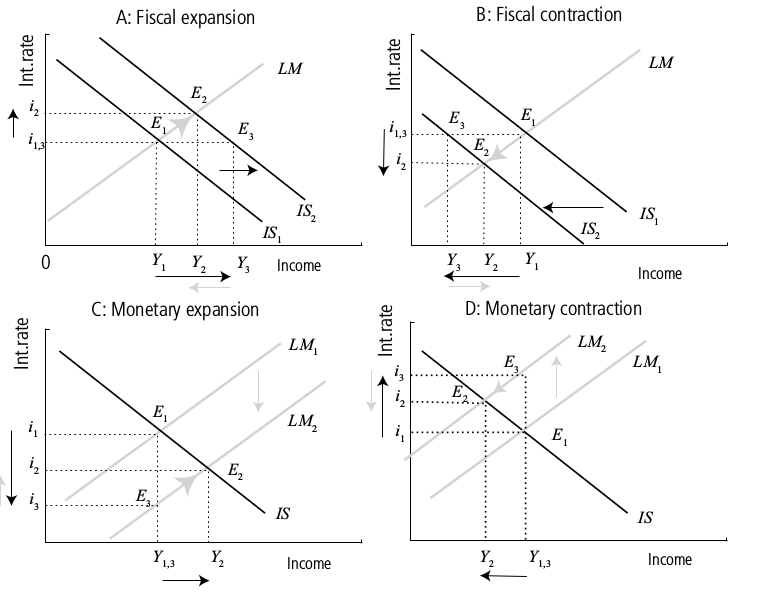 A: Fiscal expansion
Int.rate
LM
i2
E2
i1,3
E1
E3
IS2
IS1
0
Y1
Y2
Y3
Income
B: Fiscal contraction
Int.rate
LM
i1,3
E3
E1
i2
E2
IS1
IS2
Y3
Y2
Y1
Income
C: Monetary expansion
Int.rate
LM1
E1
LM2
i1
i2
E2
i3
E3
IS
Y1,3
Y2
Income
D: Monetary contraction
Int.rate
LM2
LM1
i3
E3
i2
E2
i1
E1
IS
Y2
Y1,3
Income